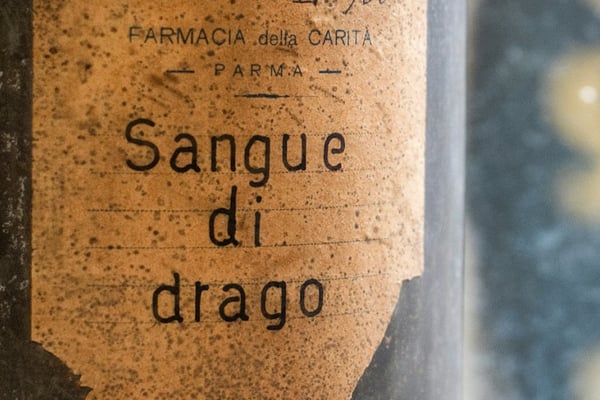 FARMACIA della CARITÀ
— PARMA —
Sangue
di
drago